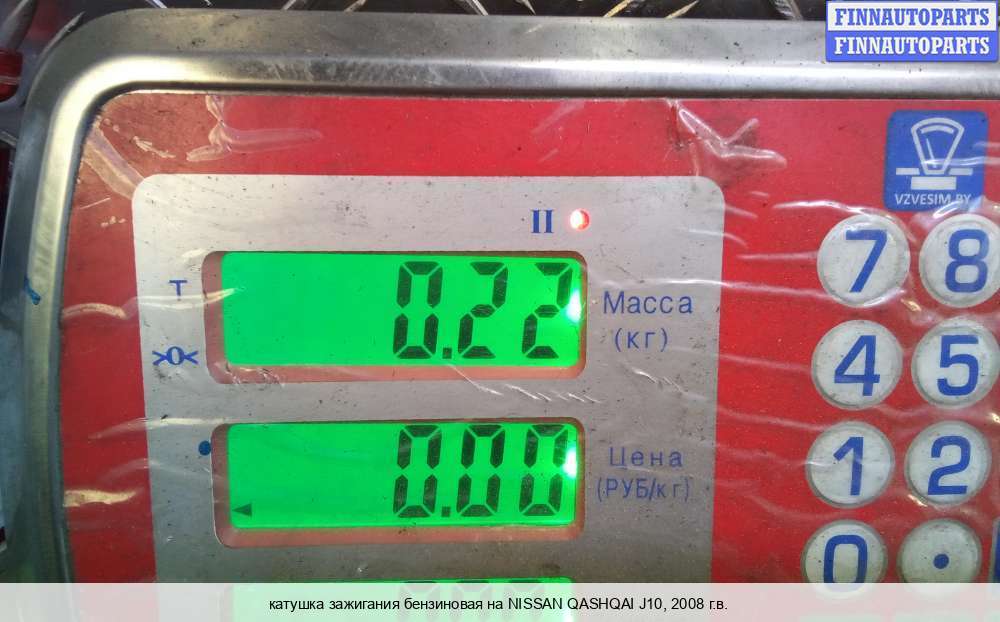 FINNAUTOPARTS
FINNAUTOPARTS
VZVESIM.BY
II
T
0.22
Масса
(кг)
>0<
0.00
Цена
(РУБ/кг)
7 8
4 5
1 2
0 .
катушка зажигания бензиновая на NISSAN QASHQAI J10, 2008 г.в.